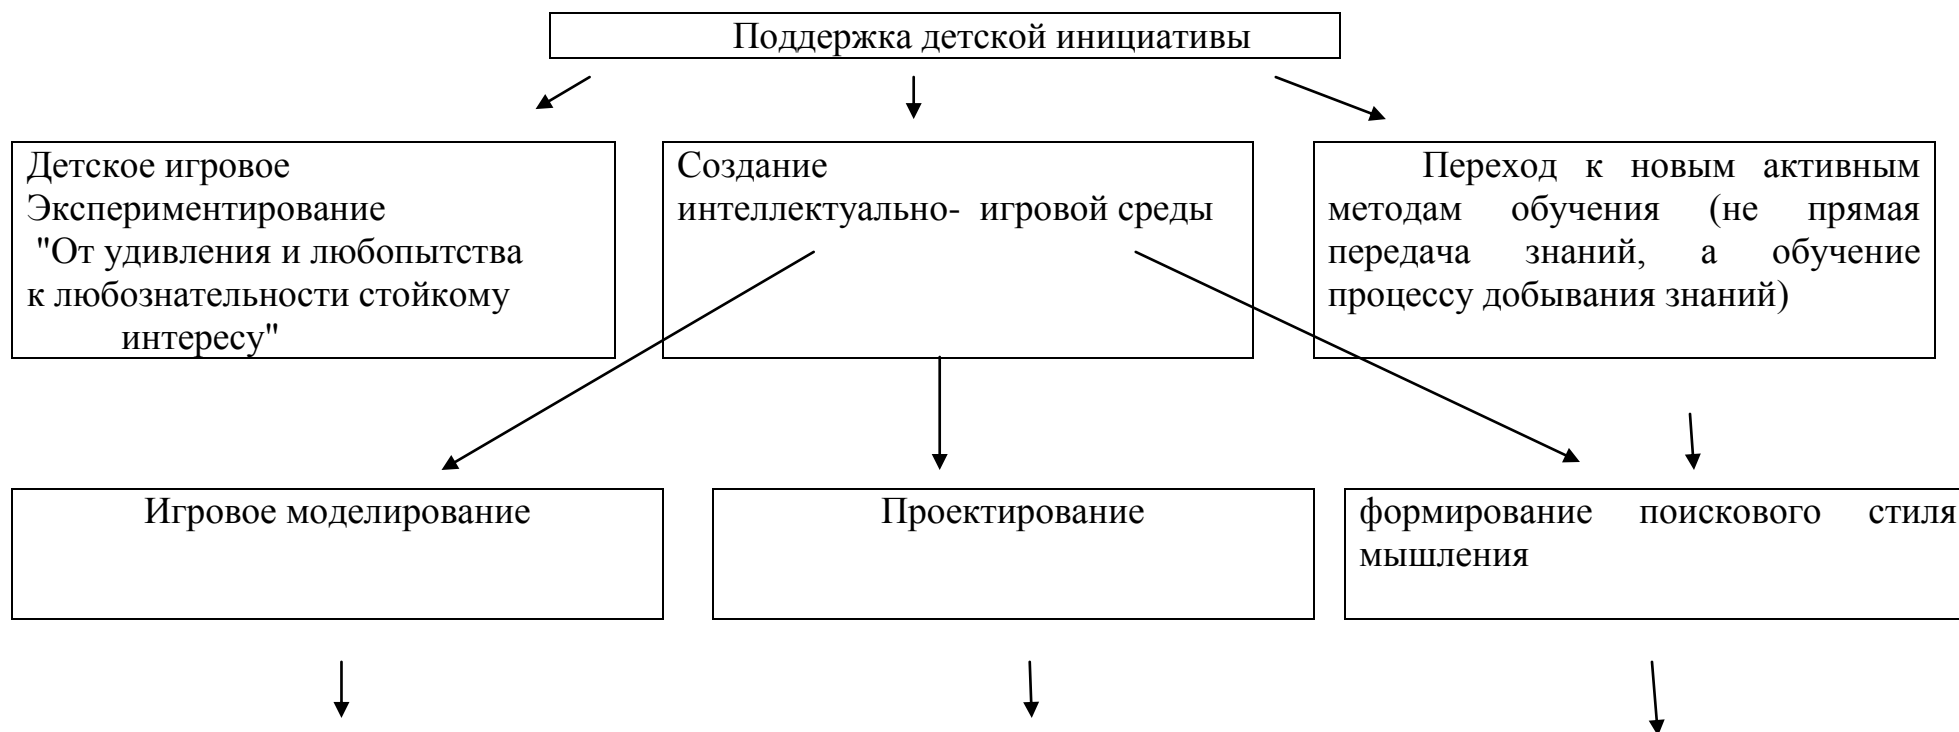 Поддержка детской инициативы
Детское игровое
Экспериментирование
"От удивления и любопытства
к любознательности стойкому
интересу"
Создание
интеллектуально- игровой среды
Переход к новым активным
методам обучения (не прямая
передача знаний, а обучение
процессу добывания знаний)
Игровое моделирование
Проектирование
формирование поискового стиля
мышления